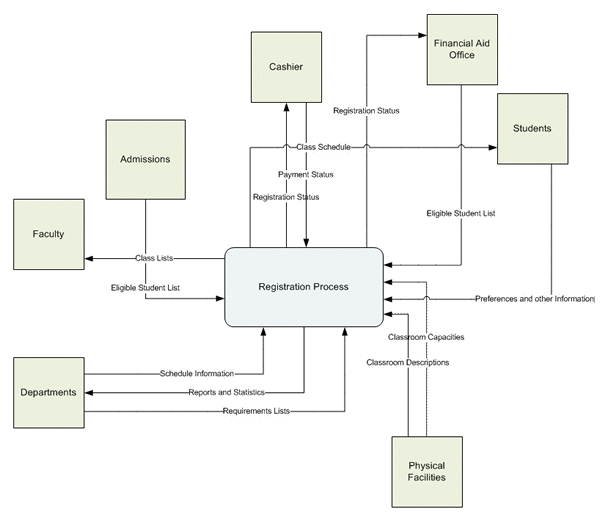 Financial Aid
Office
Cashier
Registration Status
Students
Class Schedule
Admissions
Payment Status
Registration Status
Eligible Student List
Faculty
Class Lists
Eligible Student List
Registration Process
Preferences and other Information
Classroom Capacities
Classroom Descriptions
Schedule Information
Departments
Reports and Statistics
Requirements Lists
Physical
Facilities